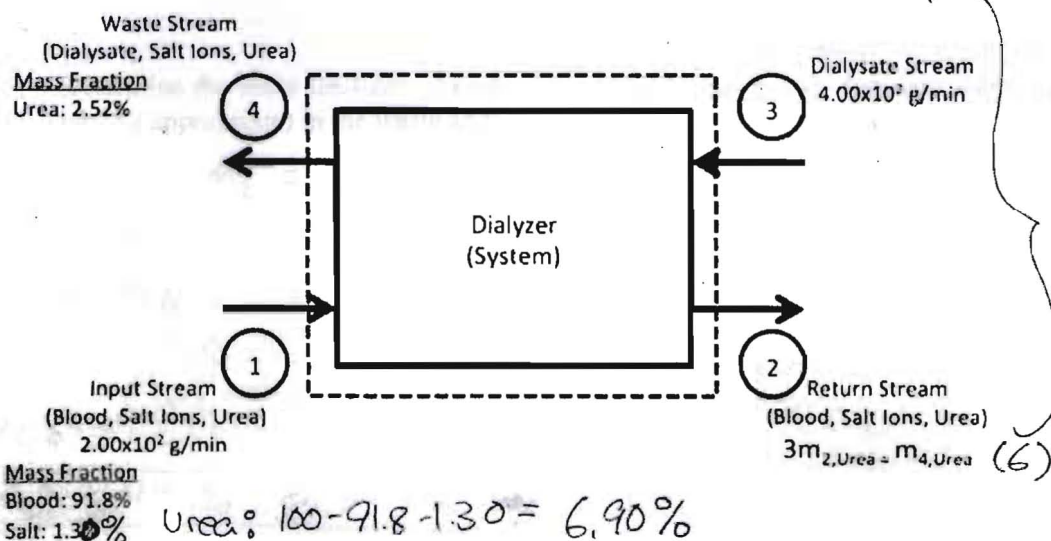 Waste Stream
(Dialysate, Salt Ions, Urea)
Mass Fraction
Urea: 2.52%
4
3
Dialysate Stream
4.00x10² g/min
Dialyzer
(System)
1
2
Input Stream
(Blood, Salt Ions, Urea)
2.00x10² g/min
Mass Fraction
Blood: 91.8%
Salt: 1.30%
Urea: 100-91.8-1.30 = 6.90%
Return Stream
(Blood, Salt Ions, Urea)
3m2,Urea = m4,Urea (6)